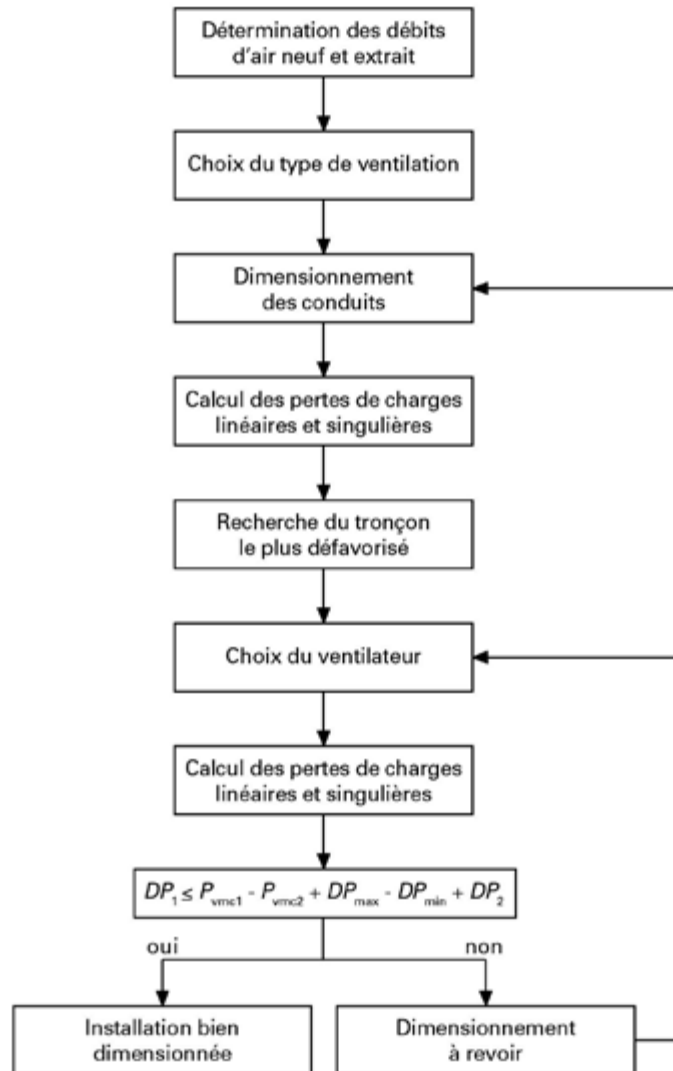 Détermination des débits
d'air neuf et extrait
Choix du type de ventilation
Dimensionnement
des conduits
Calcul des pertes de charges
linéaires et singulières
Recherche du tronçon
le plus défavorisé
Choix du ventilateur
Calcul des pertes de charges
linéaires et singulières
DP₁ ≤ Pvmc1 - Pvmc2 + DPmax - DPmin + DP₂
oui non
Installation bien
dimensionnée
Dimensionnement
à revoir